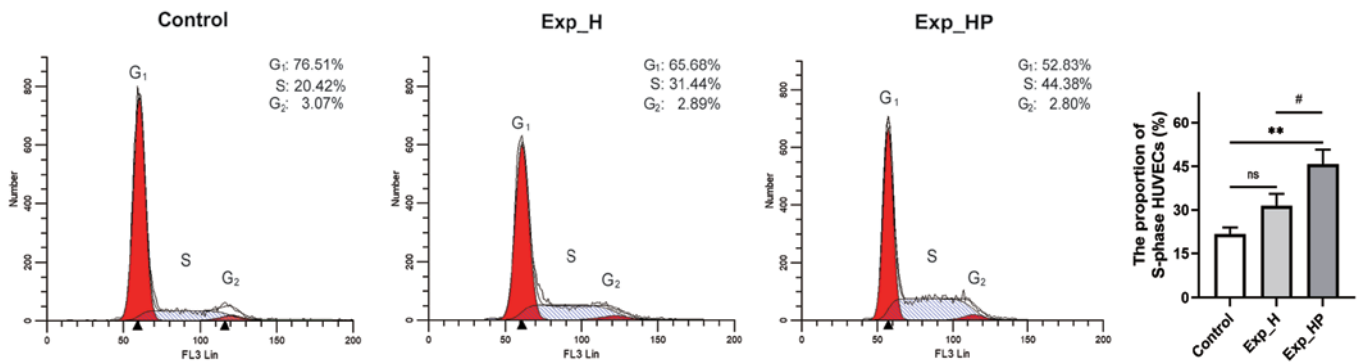 Control
G1: 76.51%
S: 20.42%
G2: 3.07%
G1
S
G2
Number
800
600
400
200
0
0
50
100
150
200
FL3 Lin
Exp_H
G1: 65.68%
S: 31.44%
G2: 2.89%
G1
S
G2
Number
800
600
400
200
0
0
50
100
150
200
FL3 Lin
Exp_HP
G1: 52.83%
S: 44.38%
G2: 2.80%
G1
S
G2
Number
800
600
400
200
0
0
50
100
150
200
FL3 Lin
The proportion of
S-phase HUVECs (%)
60
45
30
15
0
#
**
ns
Control
Exp_H
Exp_HP